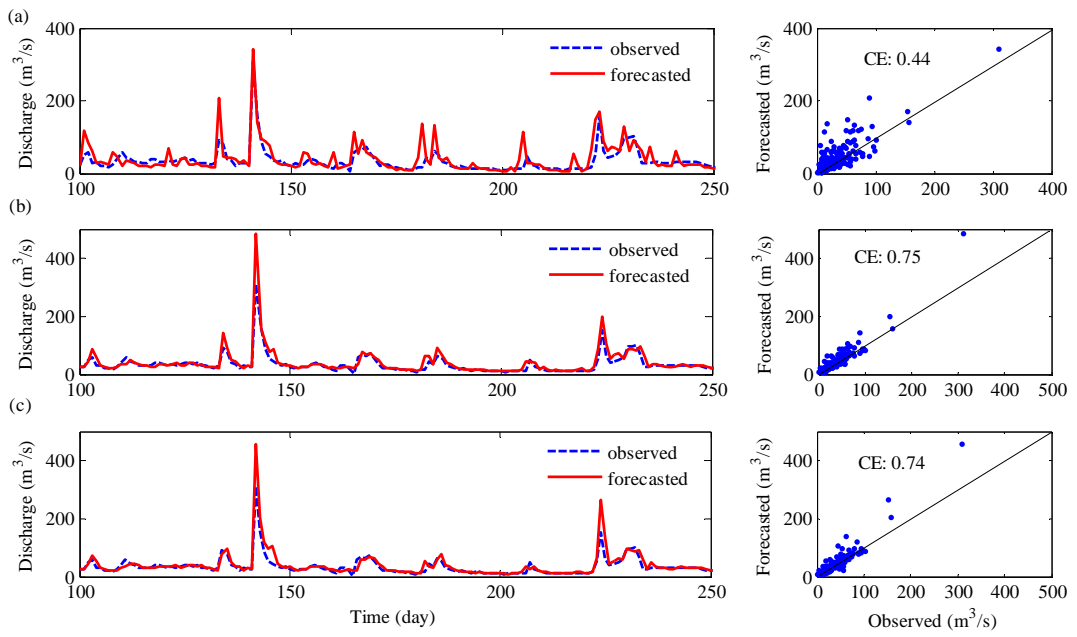 (a)
Discharge (m³/s)
400
200
0
100
150
200
250
observed
forecasted
Forecasted (m³/s)
400
200
0
0
100
200
300
400
CE: 0.44
(b)
Discharge (m³/s)
400
200
0
100
150
200
250
observed
forecasted
Forecasted (m³/s)
400
200
0
0
100
200
300
400
500
CE: 0.75
(c)
Discharge (m³/s)
400
200
0
100
150
200
250
Time (day)
observed
forecasted
Forecasted (m³/s)
400
200
0
0
100
200
300
400
500
Observed (m³/s)
CE: 0.74